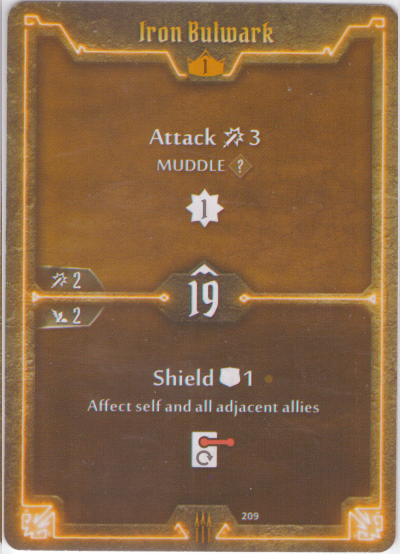 Iron Bulwark
1
Attack 3
MUDDLE ?
1
2
19
2
Shield 1
Affect self and all adjacent allies
209